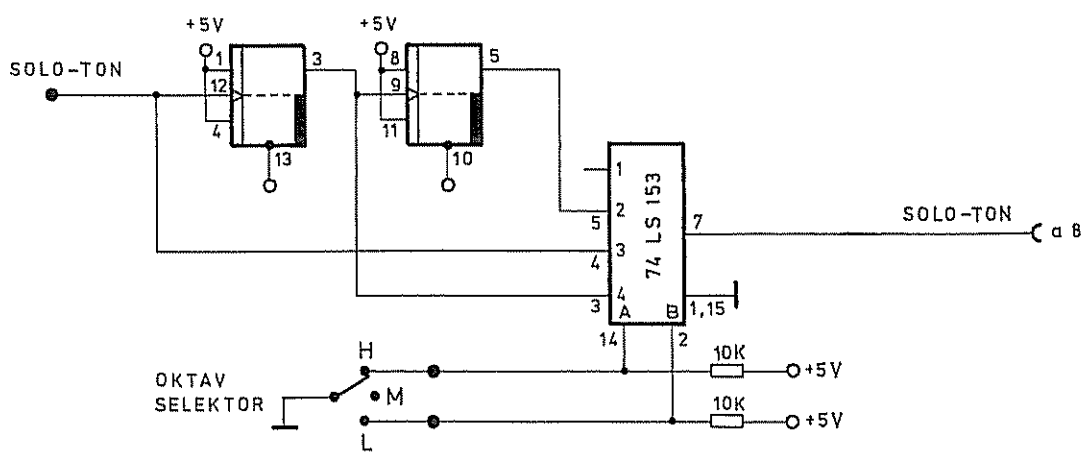 +5V
+5V
SOLO-TON
1
3
12
4
13
8
5
9
11
10
1
2
5
3
4
4
3
A
B
74 LS 153
7
SOLO-TON
a 8
1,15
14
2
10K
+5V
10K
+5V
H
M
L
OKTAV
SELEKTOR